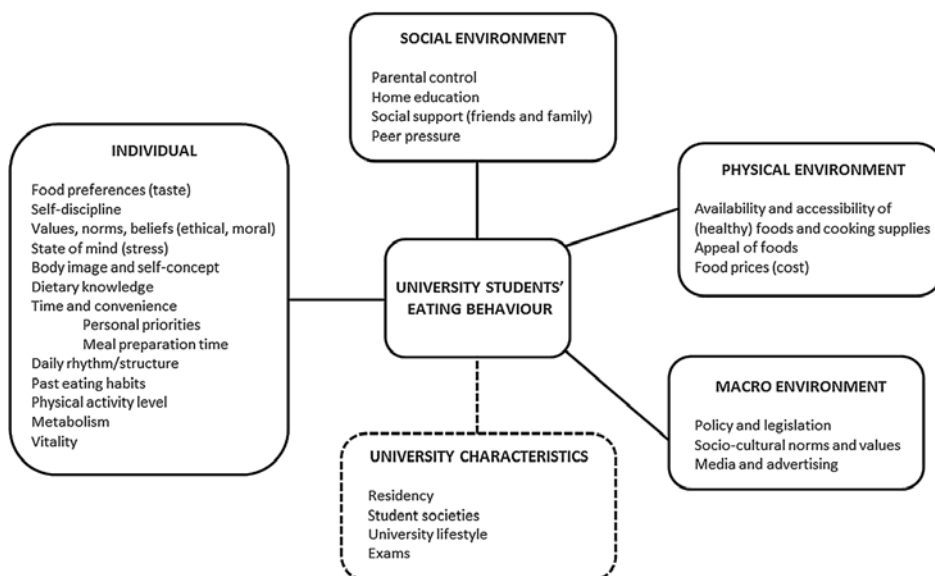 SOCIAL ENVIRONMENT
Parental control
Home education
Social support (friends and family)
Peer pressure
INDIVIDUAL
Food preferences (taste)
Self-discipline
Values, norms, beliefs (ethical, moral)
State of mind (stress)
Body image and self-concept
Dietary knowledge
Time and convenience
Personal priorities
Meal preparation time
Daily rhythm/structure
Past eating habits
Physical activity level
Metabolism
Vitality
UNIVERSITY STUDENTS'
EATING BEHAVIOUR
PHYSICAL ENVIRONMENT
Availability and accessibility of
(healthy) foods and cooking supplies
Appeal of foods
Food prices (cost)
MACRO ENVIRONMENT
Policy and legislation
Socio-cultural norms and values
Media and advertising
UNIVERSITY CHARACTERISTICS
Residency
Student societies
University lifestyle
Exams